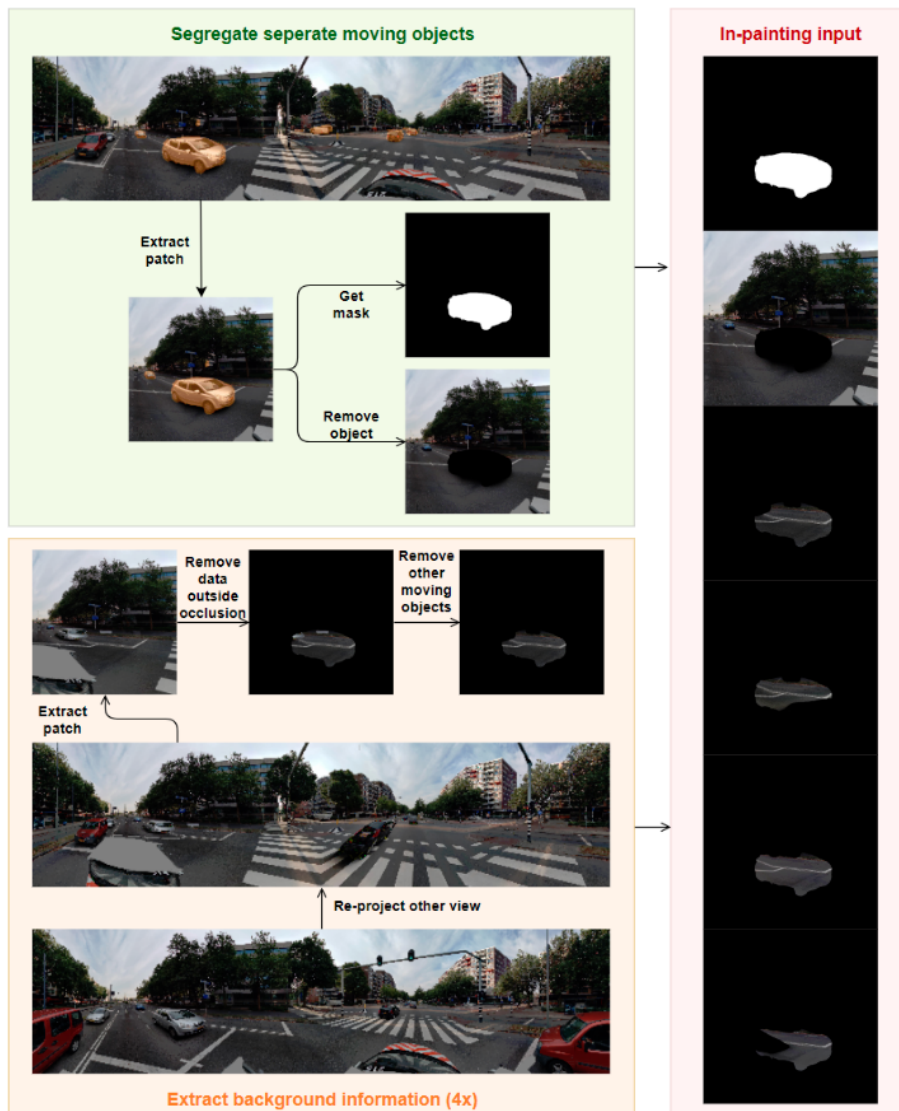 Segregate seperate moving objects
In-painting input
Extract
patch
Get
mask
Remove
object
Remove
data
outside
occlusion
Remove
other
moving
objects
Extract
patch
Re-project other view
Extract background information (4x)